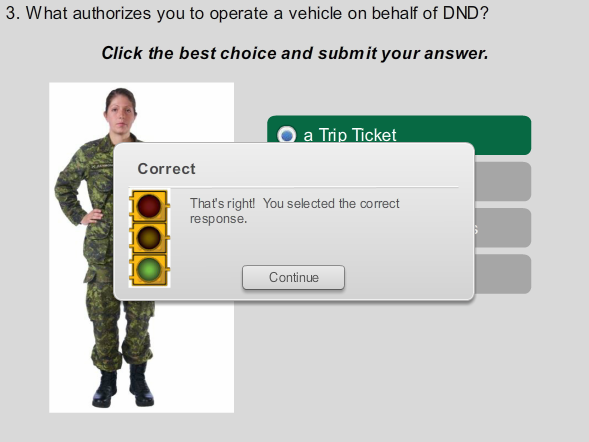 3. What authorizes you to operate a vehicle on behalf of DND?
Click the best choice and submit your answer.
a Trip Ticket
Correct
That's right! You selected the correct
response.
Continue